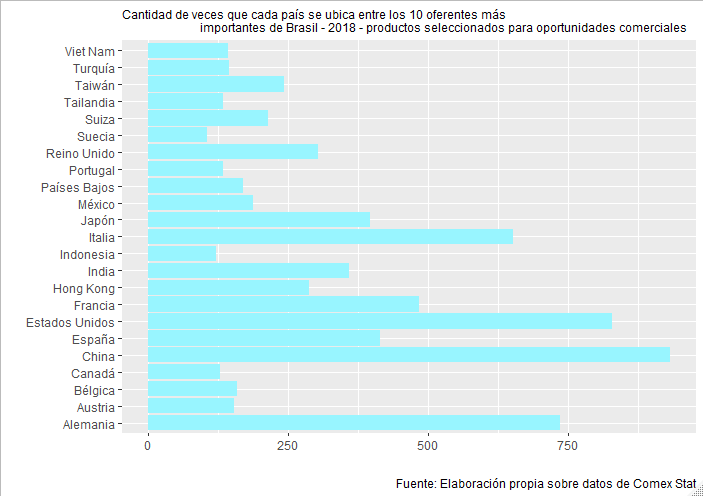 Cantidad de veces que cada país se ubica entre los 10 oferentes más
importantes de Brasil - 2018 - productos seleccionados para oportunidades comerciales
Viet Nam
Turquía
Taiwán
Tailandia
Suiza
Suecia
Reino Unido
Portugal
Países Bajos
México
Japón
Italia
Indonesia
India
Hong Kong
Francia
Estados Unidos
España
China
Canadá
Bélgica
Austria
Alemania
0 250 500 750
Fuente: Elaboración propia sobre datos de Comex Stat